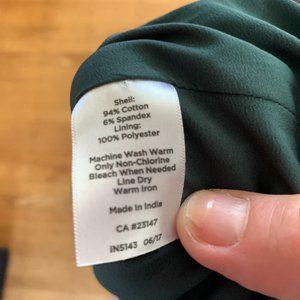 Shell:
94% Cotton
6% Spandex
Lining:
100% Polyester
Machine Wash Warm
Only Non-Chlorine
Bleach When Needed
Line Dry
Warm Iron
Made in India
CA #23147
IN5143 06/17